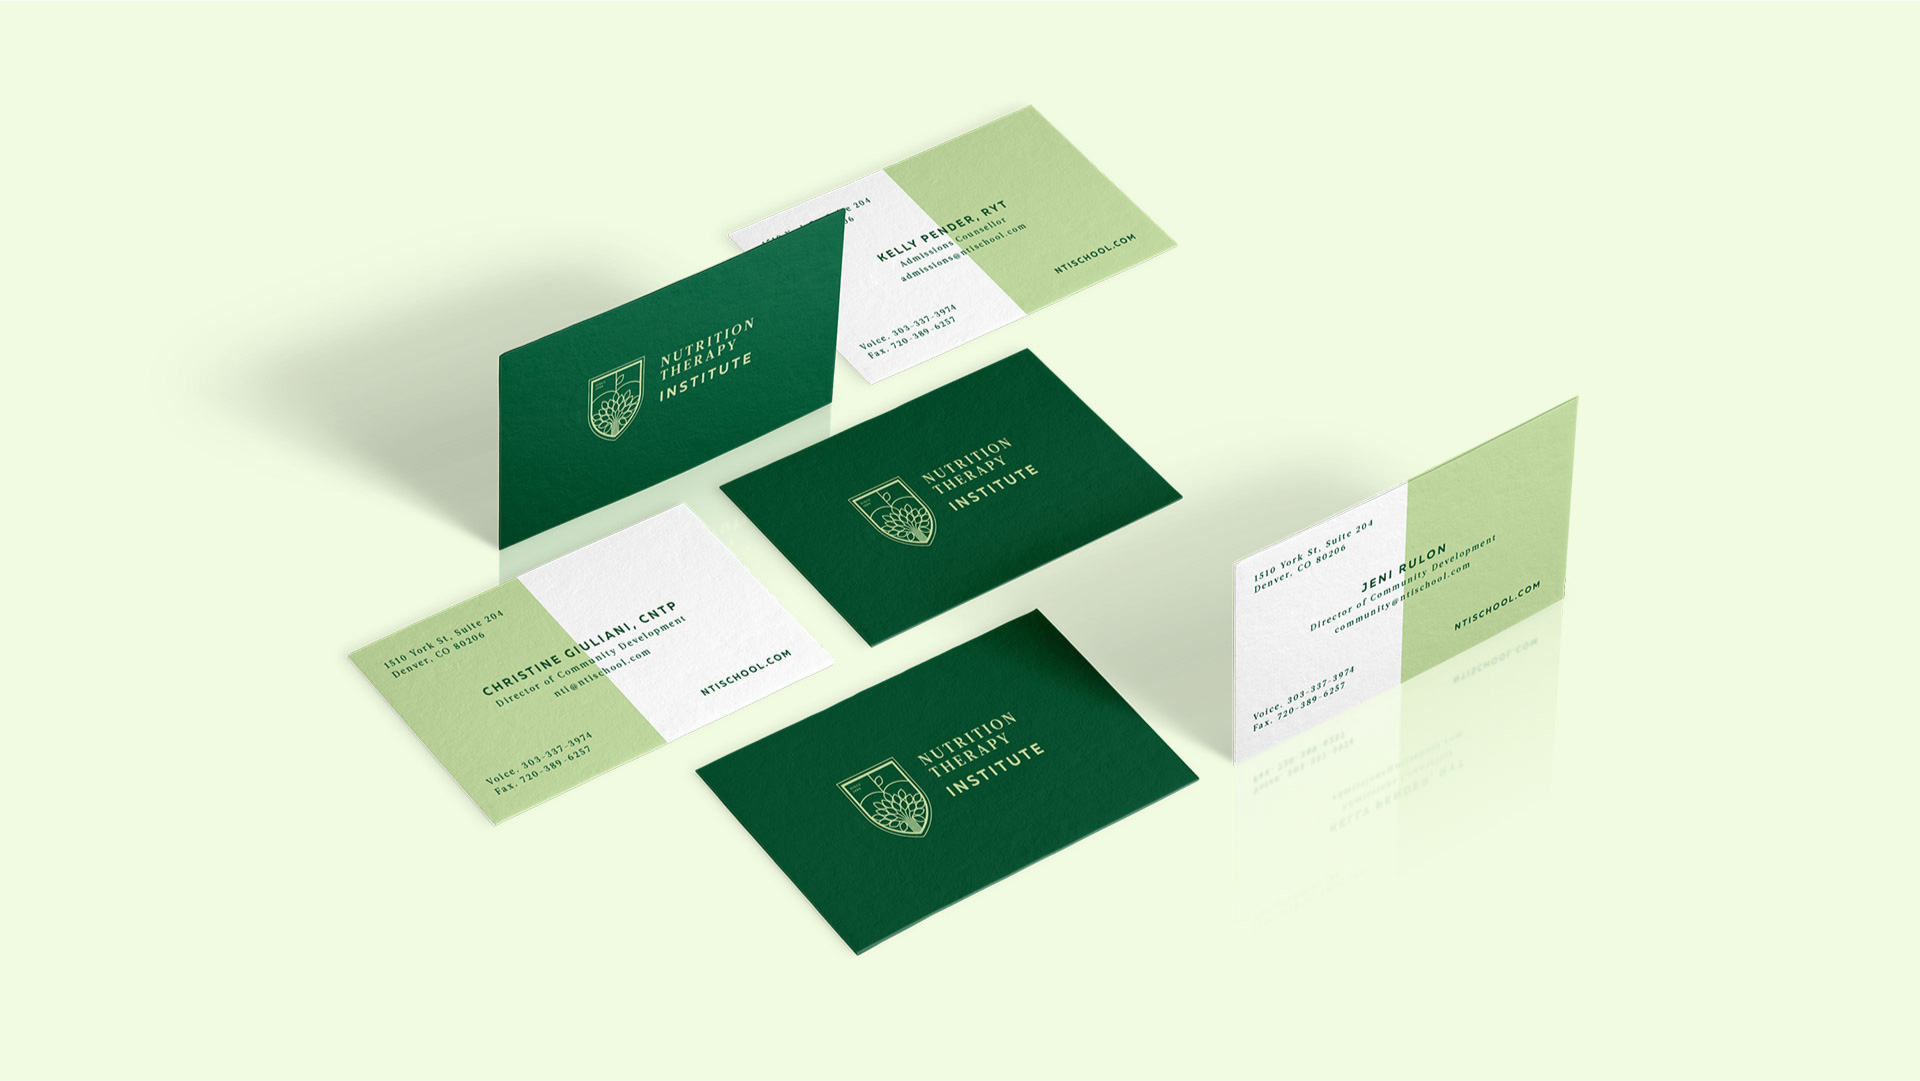 204
KELLY PENDER, RYT
Admissions Counsellor
admissions@ntischool.com
NTISCHOOL.COM
Voice. 303-337-3974
Fax. 720-389-6257
NUTRITION
THERAPY
INSTITUTE
NUTRITION
THERAPY
INSTITUTE
1510 York St, Suite 204
Denver, CO 80206
JENI RULON
Director of Community Development
community@ntischool.com
NTISCHOOL.COM
Voice. 303-337-3974
Fax. 720-389-6257
1510 York St, Suite 204
Denver, CO 80206
CHRISTINE GIULIANI, CNTP
Director of Community Development
nti@ntischool.com
NTISCHOOL.COM
Voice. 303-337-3974
Fax. 720-389-6257
NUTRITION
THERAPY
INSTITUTE